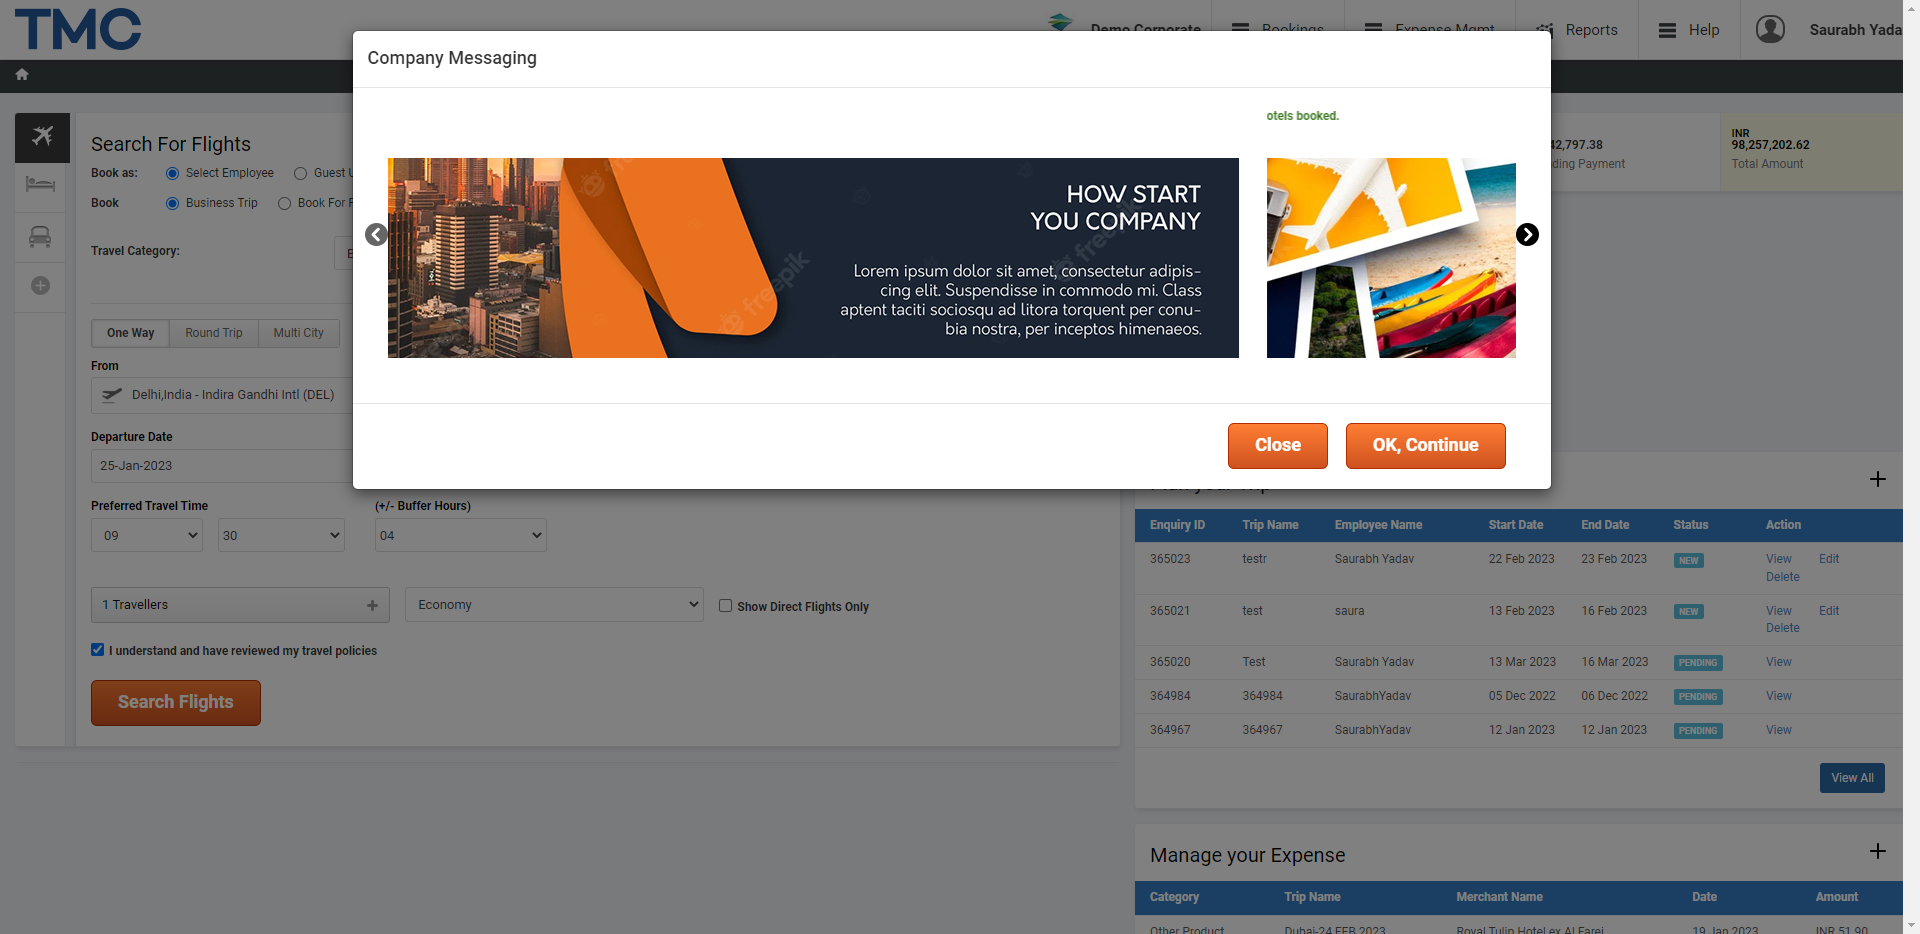 TMC
Demo Corporate
Bookings
Expense Mgmt
Reports
Help
Saurabh Yada
Company Messaging
otels booked.
HOW START
YOU COMPANY
Lorem ipsum dolor sit amet, consectetur adipis-
cing elit. Suspendisse in commodo mi. Class
aptent taciti sociosqu ad litora torquent per conu-
bia nostra, per inceptos himenaeos.
freepik
Close
OK, Continue
Search For Flights
Book as:
Select Employee
Guest U
Book
Business Trip
Book For F
Travel Category:
One Way
Round Trip
Multi City
From
Delhi,India - Indira Gandhi Intl (DEL)
Departure Date
25-Jan-2023
Preferred Travel Time
(+/- Buffer Hours)
09
30
04
1 Travellers
Economy
Show Direct Flights Only
I understand and have reviewed my travel policies
Search Flights
42,797.38
ding Payment
INR
98,257,202.62
Total Amount
Enquiry ID Trip Name Employee Name Start Date End Date Status Action
365023 testr Saurabh Yadav 22 Feb 2023 23 Feb 2023 NEW View Edit
Delete
365021 test saura 13 Feb 2023 16 Feb 2023 NEW View Edit
Delete
365020 Test Saurabh Yadav 13 Mar 2023 16 Mar 2023 PENDING View
364984 364984 SaurabhYadav 05 Dec 2022 06 Dec 2022 PENDING View
364967 364967 SaurabhYadav 12 Jan 2023 12 Jan 2023 PENDING View
View All
Manage your Expense
Category Trip Name Merchant Name Date Amount
Other Product Dubai-24 FEB 2023 Royal Tulip Hotel ex Al Farej 19 Jan 2023 INR 51.90